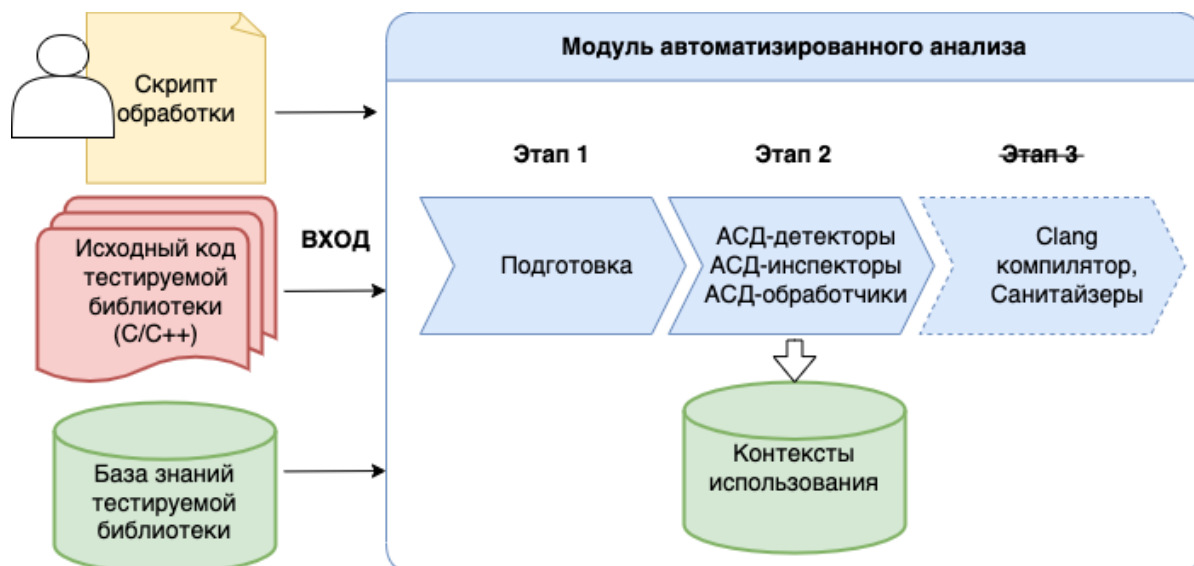 Модуль автоматизированного анализа
Скрипт
обработки
Этап 1
Этап 2
Этап 3
ВХОД
Исходный код
тестируемой
библиотеки
(C/C++)
Подготовка
АСД-детекторы
АСД-инспекторы
АСД-обработчики
Clang
компилятор,
Санитайзеры
База знаний
тестируемой
библиотеки
Контексты
использования